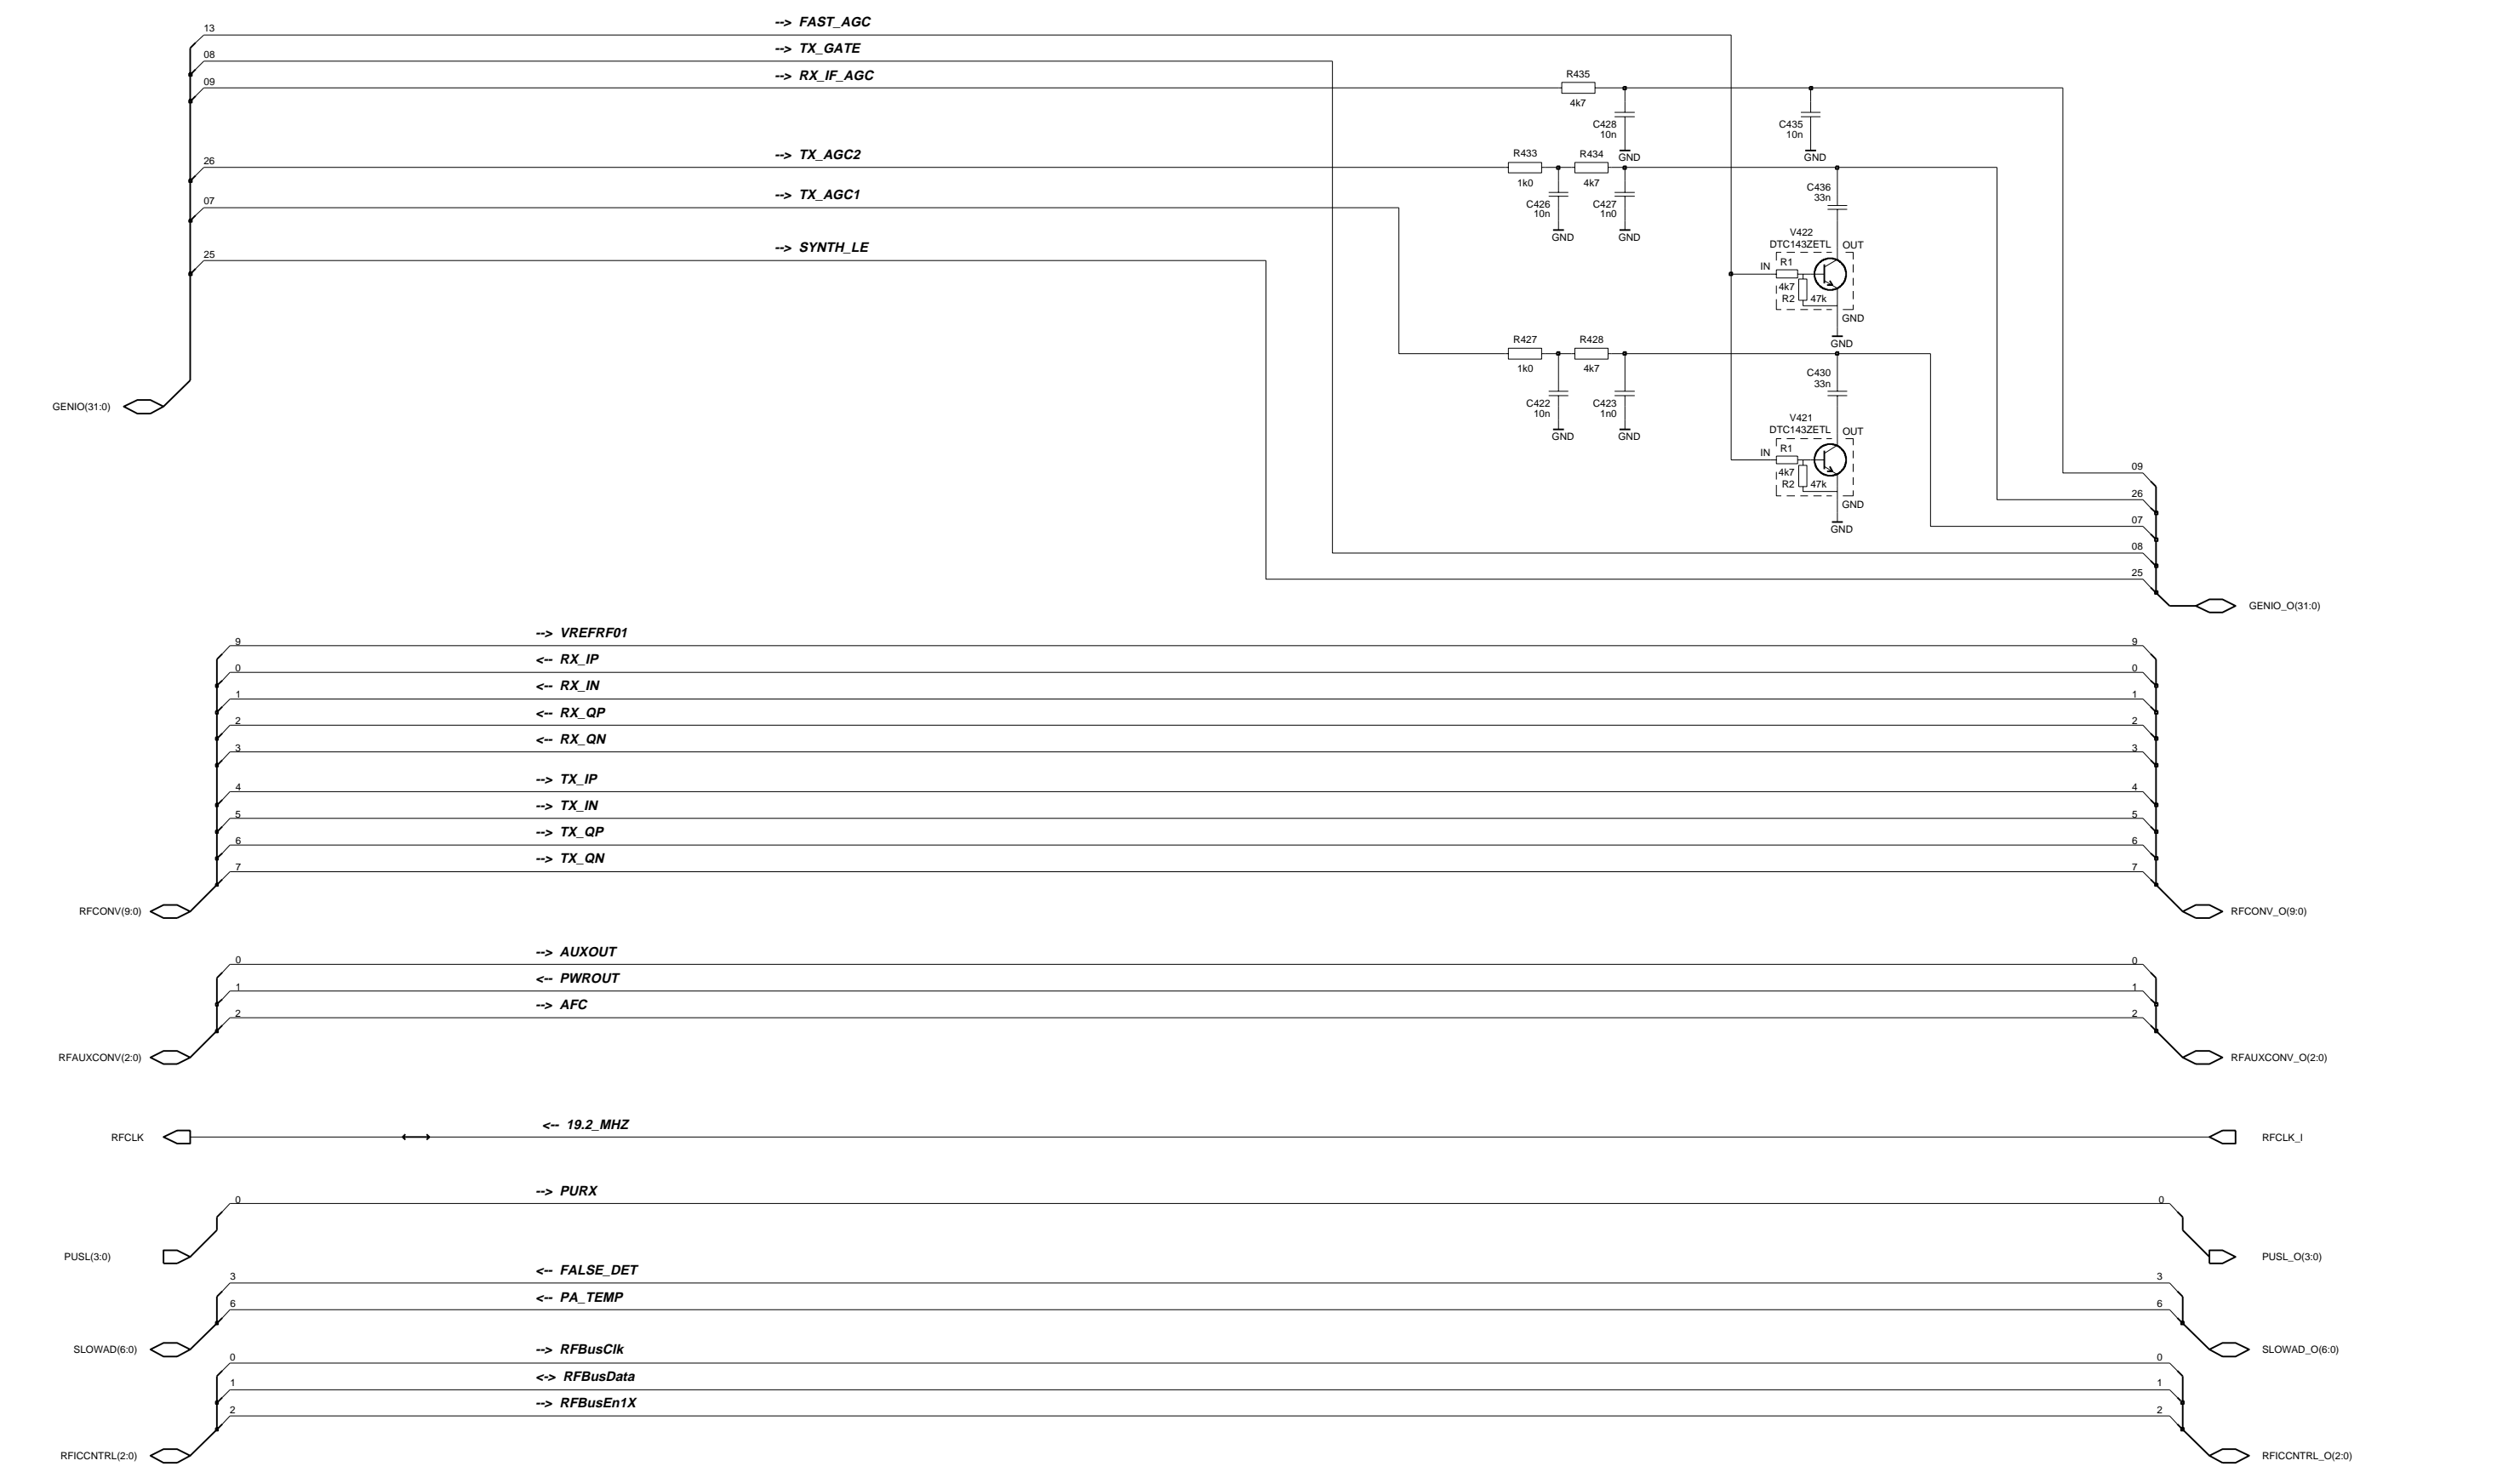 --> FAST_AGC
13
--> TX_GATE
08
--> RX_IF_AGC
09
R435
4k7
C428
10n
GND
C435
10n
GND
--> TX_AGC2
26
R433
1k0
R434
4k7
C426
10n
GND
C427
1n0
GND
C436
33n
--> TX_AGC1
07
V422
DTC143ZETL
OUT
IN
R1
4k7
R2
47k
GND
GND
--> SYNTH_LE
25
R427
1k0
R428
4k7
C422
10n
GND
C423
1n0
GND
C430
33n
V421
DTC143ZETL
OUT
IN
R1
4k7
R2
47k
GND
GND
GENIO(31:0)
09
26
07
08
25
GENIO_O(31:0)
--> VREFRF01
9 9
<-- RX_IP
0 0
<-- RX_IN
1 1
<-- RX_QP
2 2
<-- RX_QN
3 3
--> TX_IP
4 4
--> TX_IN
5 5
--> TX_QP
6 6
--> TX_QN
7 7
RFCONV(9:0) RFCONV_O(9:0)
--> AUXOUT
0 0
<-- PWROUT
1 1
--> AFC
2 2
RFAUXCONV(2:0) RFAUXCONV_O(2:0)
<-- 19.2_MHZ
RFCLK RFCLK_I
--> PURX
0 0
PUSL(3:0) PUSL_O(3:0)
<-- FALSE_DET
3 3
<-- PA_TEMP
6 6
SLOWAD(6:0) SLOWAD_O(6:0)
--> RFBusClk
0 0
<-> RFBusData
1 1
--> RFBusEn1X
2 2
RFICCNTRL(2:0) RFICCNTRL_O(2:0)